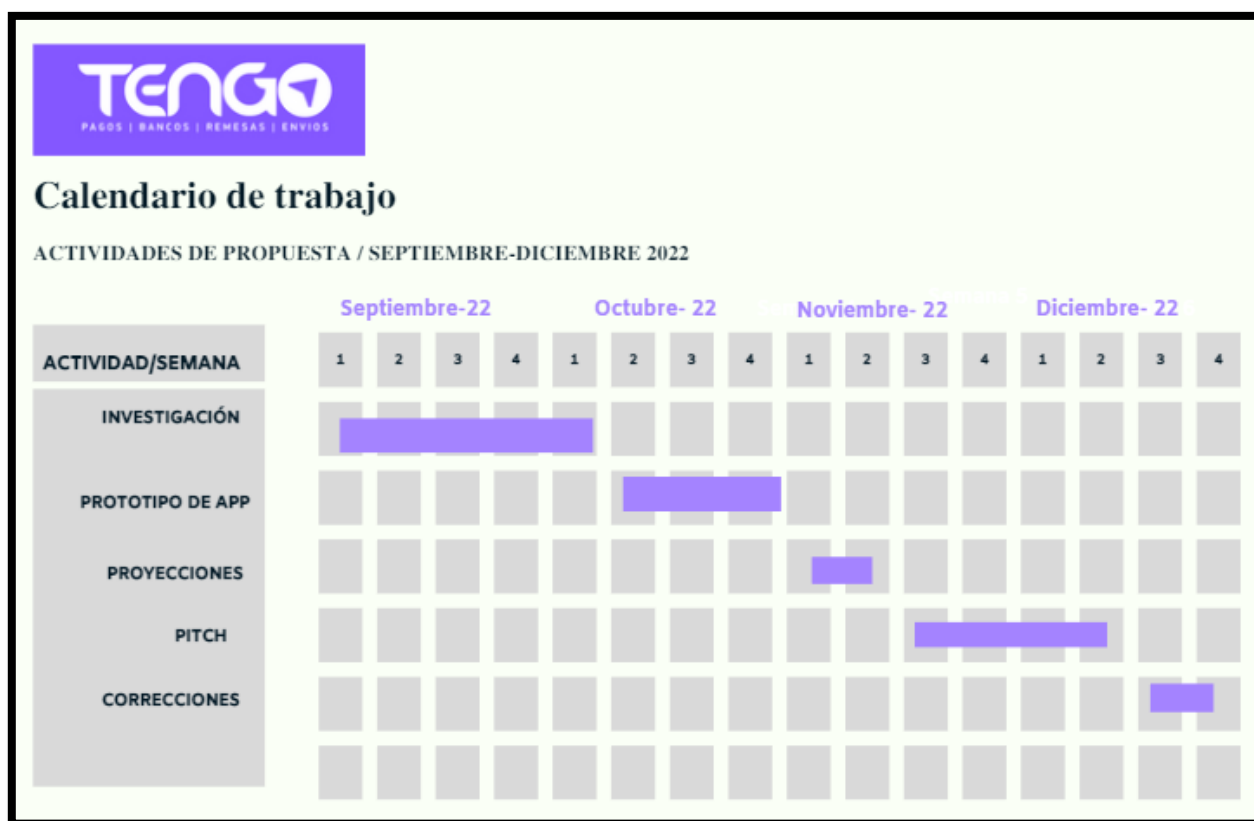 TENGO
PAGOS | BANCOS | REMESAS | ENVIOS
Calendario de trabajo
ACTIVIDADES DE PROPUESTA / SEPTIEMBRE-DICIEMBRE 2022
Septiembre-22 Octubre- 22 Noviembre- 22 Diciembre- 22
ACTIVIDAD/SEMANA 1 2 3 4 1 2 3 4 1 2 3 4 1 2 3 4
INVESTIGACIÓN
PROTOTIPO DE APP
PROYECCIONES
PITCH
CORRECCIONES